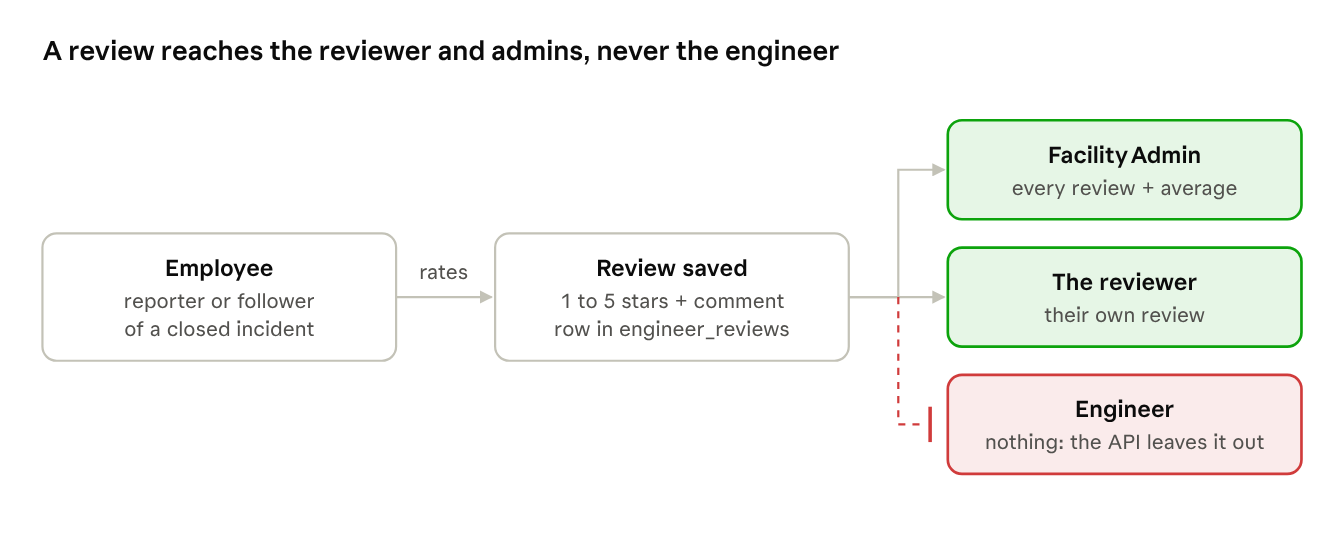 A review reaches the reviewer and admins, never the engineer
Employee
reporter or follower
of a closed incident
rates
Review saved
1 to 5 stars + comment
row in engineer_reviews
Facility Admin
every review + average
The reviewer
their own review
Engineer
nothing: the API leaves it out